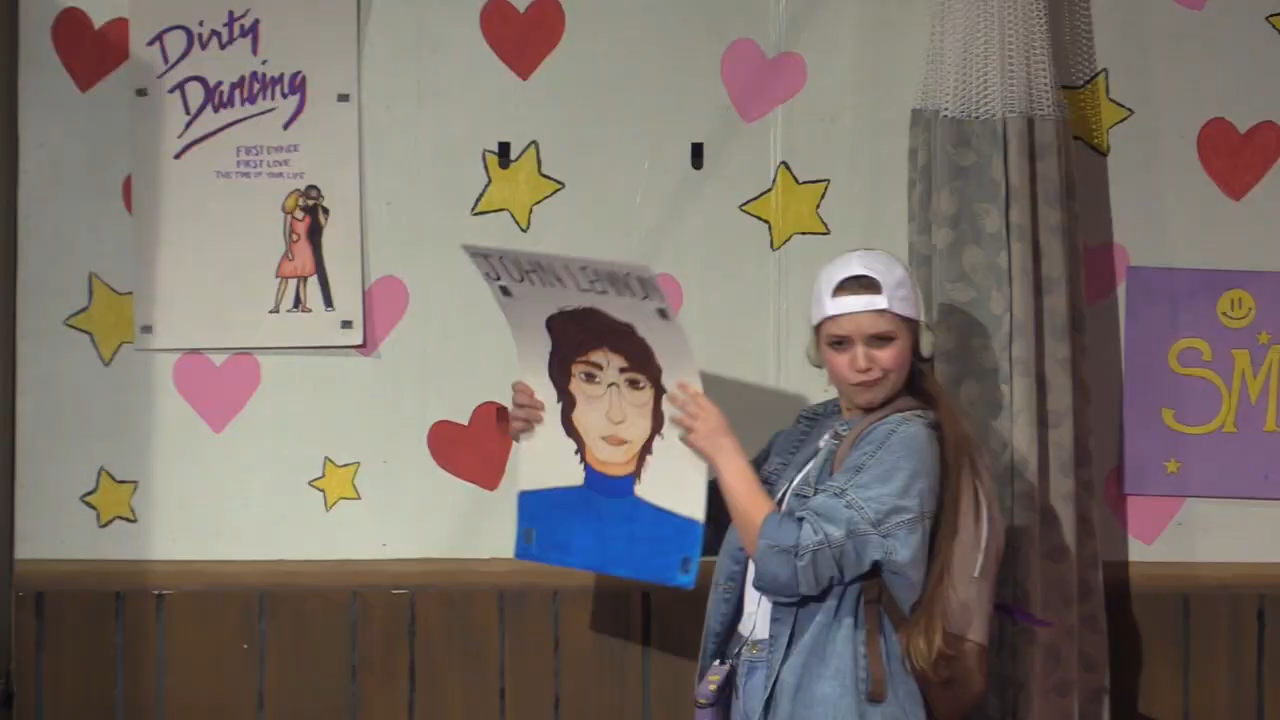 Dirty
Dancing
FIRST DANCE
FIRST LOVE
THE TIME OF YOUR LIFE
JOHN LENNON
SM